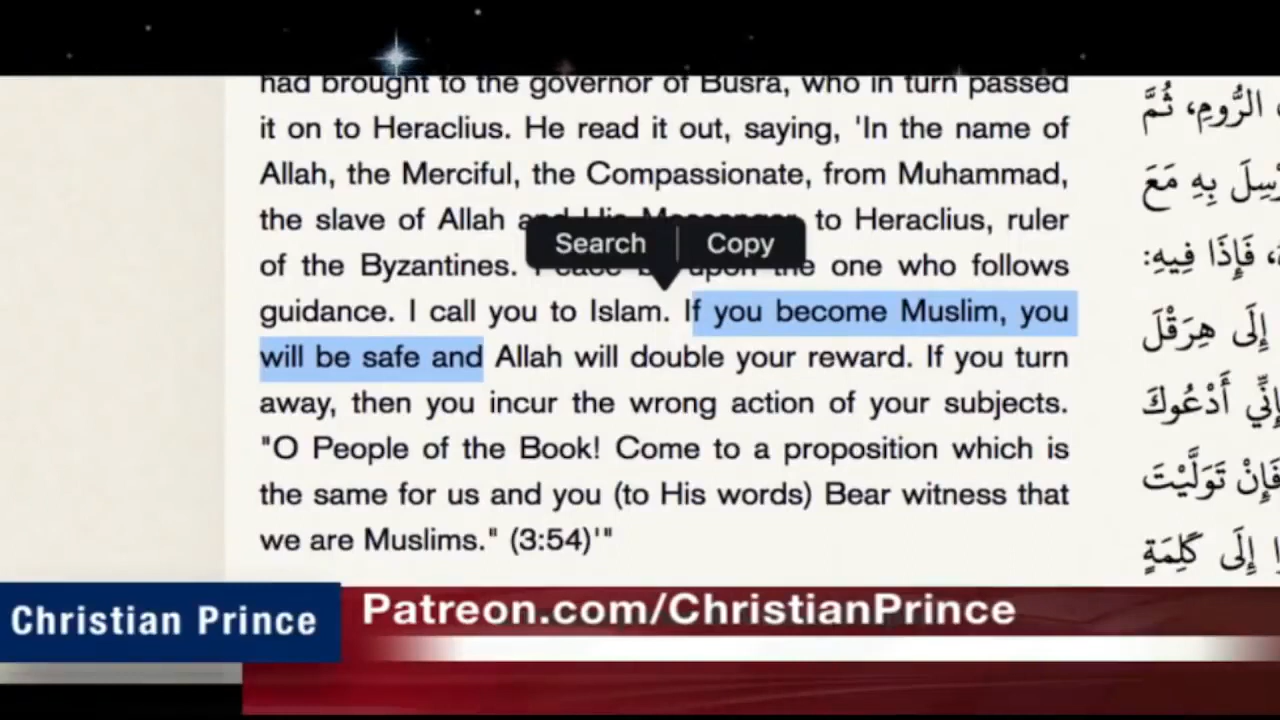 had brought to the governor of Busra, who in turn passed
it on to Heraclius. He read it out, saying, 'In the name of
Allah, the Merciful, the Compassionate, from Muhammad,
the slave of Allah and His Messenger, to Heraclius, ruler
Search Copy
of the Byzantines. upon the one who follows
guidance. I call you to Islam. If you become Muslim, you
will be safe and Allah will double your reward. If you turn
away, then you incur the wrong action of your subjects.
"O People of the Book! Come to a proposition which is
the same for us and you (to His words) Bear witness that
we are Muslims." (3:54)'"
الرُّومِ، ثُمَّ
بِهِ مَعَ
فَإِذَا فِيهِ:
إِلَى هِرَقْلَ
أَدْعُوكَ
فَإِنْ تَوَلَّيْتَ
إِلَى كَلِمَةٍ
Christian Prince
Patreon.com/ChristianPrince